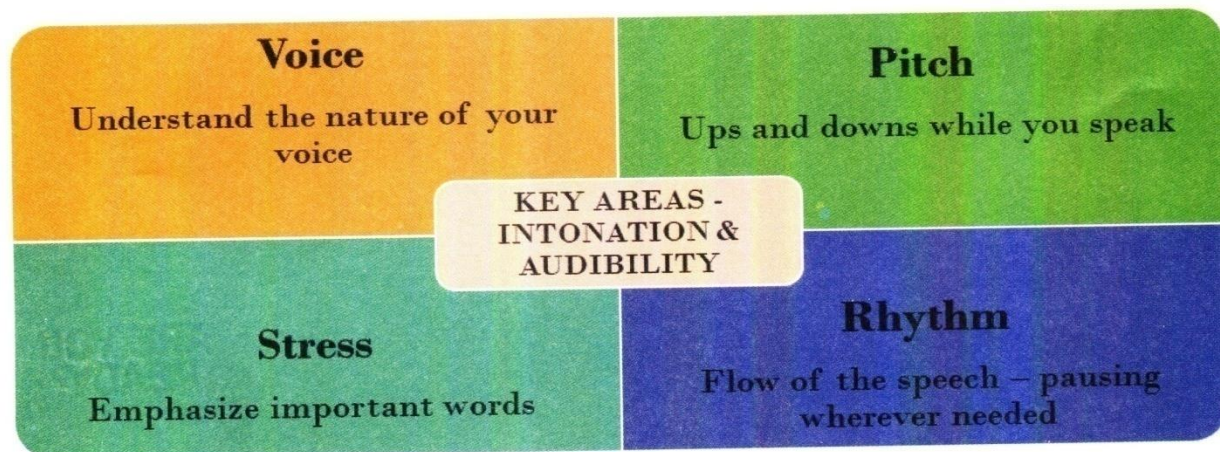 Voice
Understand the nature of your
voice
Pitch
Ups and downs while you speak
KEY AREAS -
INTONATION &
AUDIBILITY
Stress
Emphasize important words
Rhythm
Flow of the speech – pausing
wherever needed